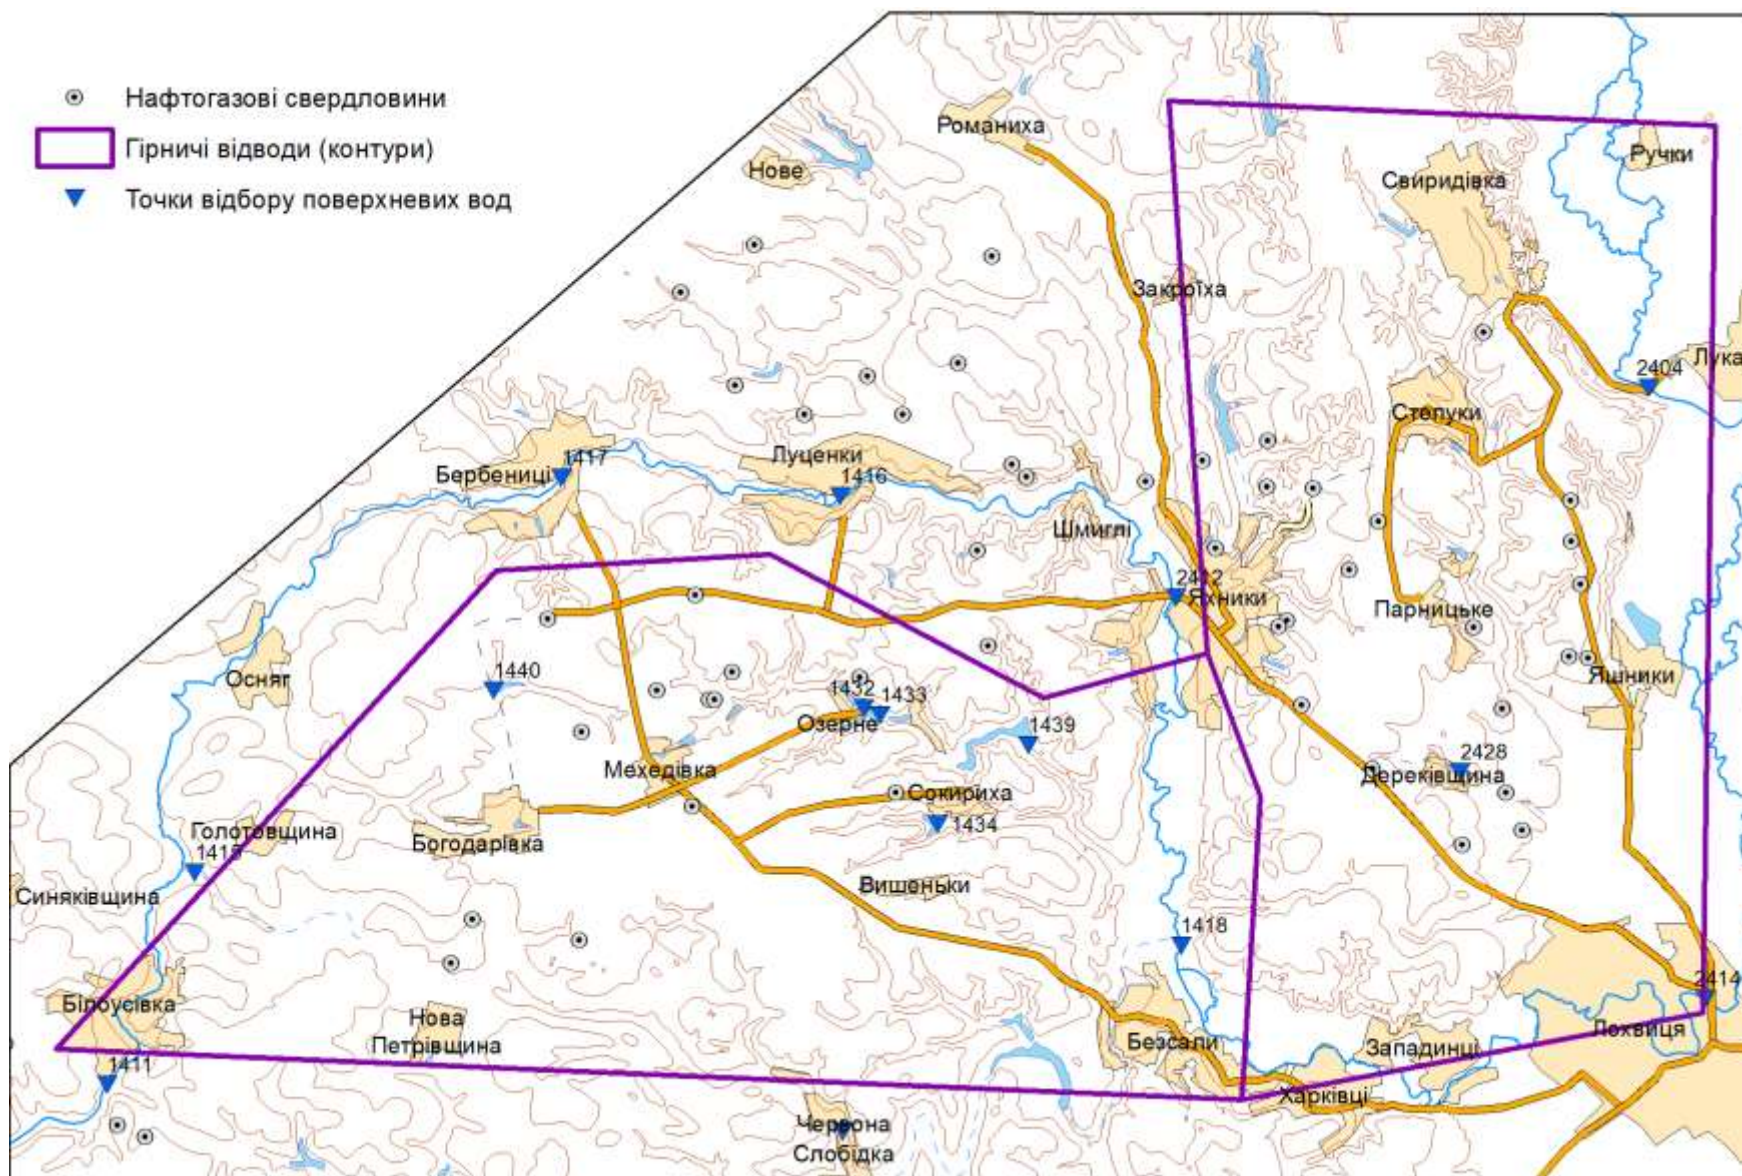 Нафтогазові свердловини
Гірничі відводи (контури)
Точки відбору поверхневих вод
Романиха
Нове
Ручки
Свиридівка
Закроїха
Лука
2404
Степуки
Луценки
Бербениці
1417
1416
Шмиглі
2412
Яхники
Парницьке
Осняг
1440
Яшники
1432
1433
Озерне
1439
Мехедівка
2428
Дереківщина
Сокириха
1434
Голотовщина
1415
Богодарівка
Вишеньки
Синяківщина
1418
Білоусівка
2414
Нова
Петрівщина
Лохвиця
Безсали
Западинці
1411
Харківці
Червона
Слобідка